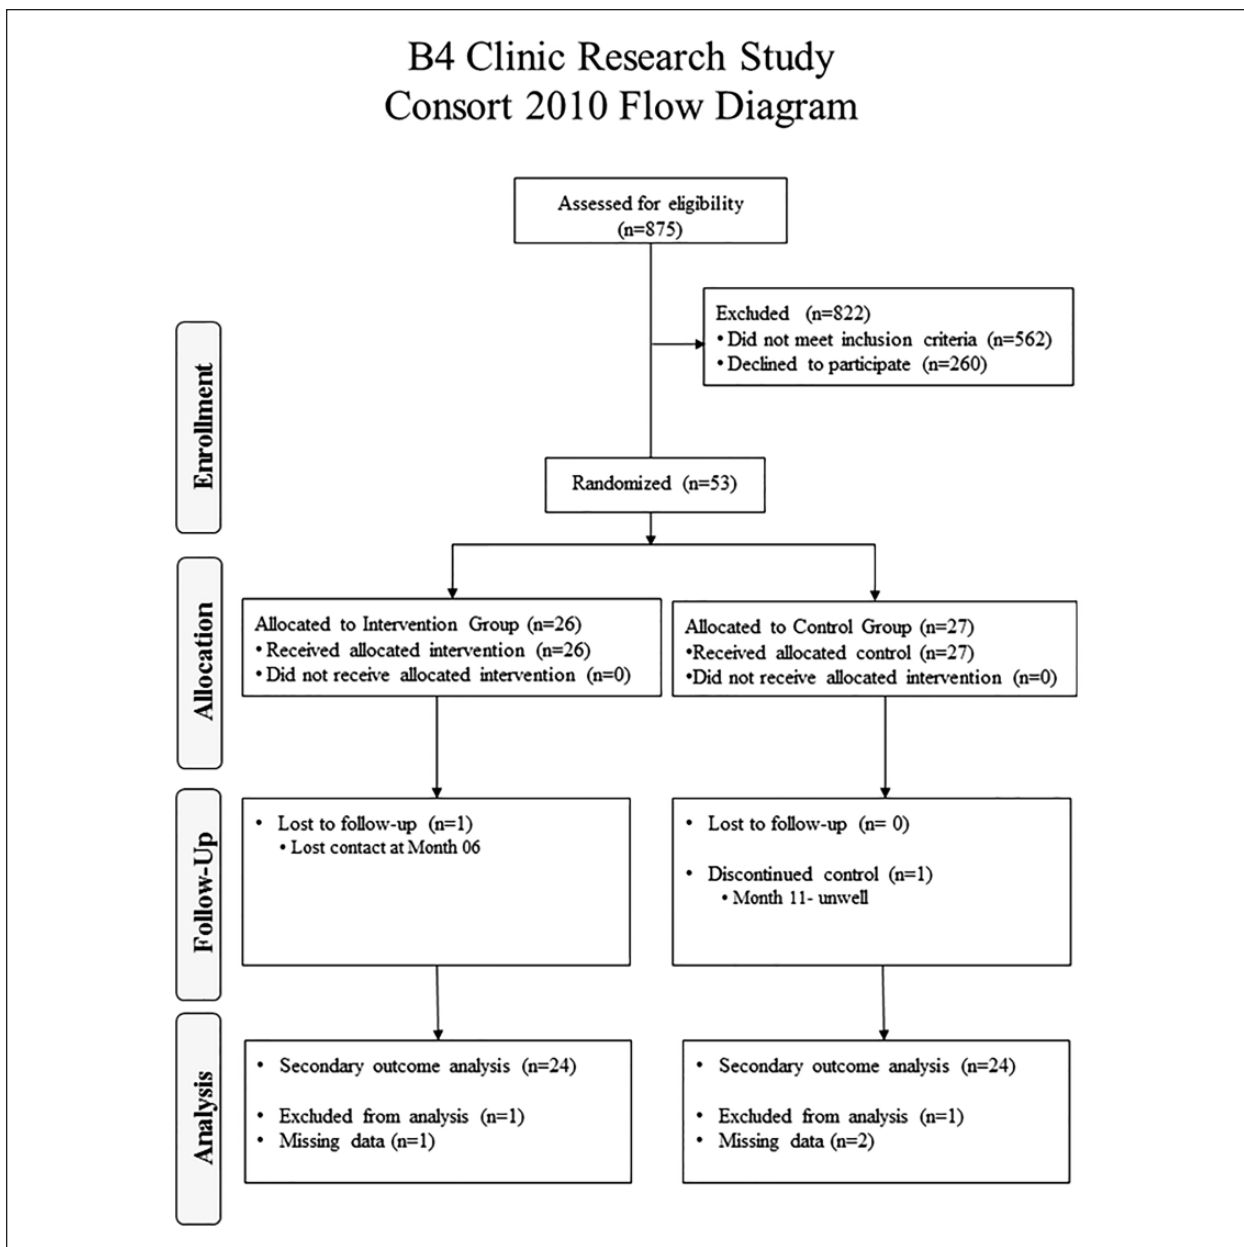 B4 Clinic Research Study
Consort 2010 Flow Diagram
Assessed for eligibility
(n=875)
Excluded (n=822)
• Did not meet inclusion criteria (n=562)
• Declined to participate (n=260)
Enrollment
Randomized (n=53)
Allocation
Allocated to Intervention Group (n=26)
• Received allocated intervention (n=26)
• Did not receive allocated intervention (n=0)
Allocated to Control Group (n=27)
•Received allocated control (n=27)
•Did not receive allocated intervention (n=0)
Follow-Up
• Lost to follow-up (n=1)
• Lost contact at Month 06
• Lost to follow-up (n= 0)
• Discontinued control (n=1)
• Month 11- unwell
Analysis
• Secondary outcome analysis (n=24)
• Excluded from analysis (n=1)
• Missing data (n=1)
• Secondary outcome analysis (n=24)
• Excluded from analysis (n=1)
• Missing data (n=2)